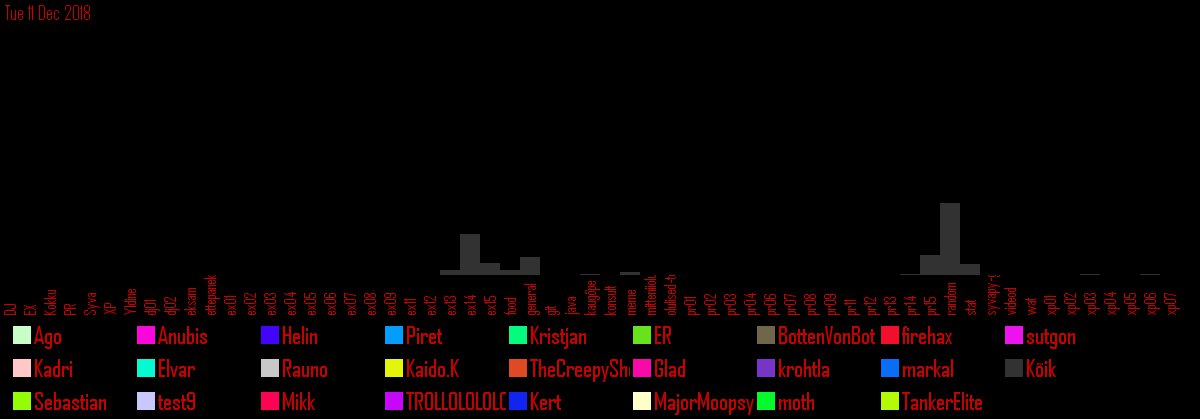 Tue 11 Dec 2018
DJ
EX
Kokku
PR
Syva
XP
Yldine
dj01
dj02
eksam
ettepanek
ex01
ex02
ex03
ex04
ex05
ex06
ex07
ex08
ex09
ex11
ex12
ex13
ex14
ex15
food
general
git
java
kaugõpe
konsult
meme
olulised-t
pr01
pr02
pr03
pr04
pr06
pr07
pr08
pr09
pr11
pr12
pr13
pr14
pr15
random
stat
videod
waf
xp01
xp02
xp03
xp04
xp05
xp06
xp07
Ago Anubis Helin Piret Kristjan ER BottenVonBot firehax sutgon
Kadri Elvar Rauno Kaido.K TheCreepySh Glad krohtla markal Kõik
Sebastian test9 Mikk TROLLOLOLOLO Kert MajorMoopsy moth TankerElite